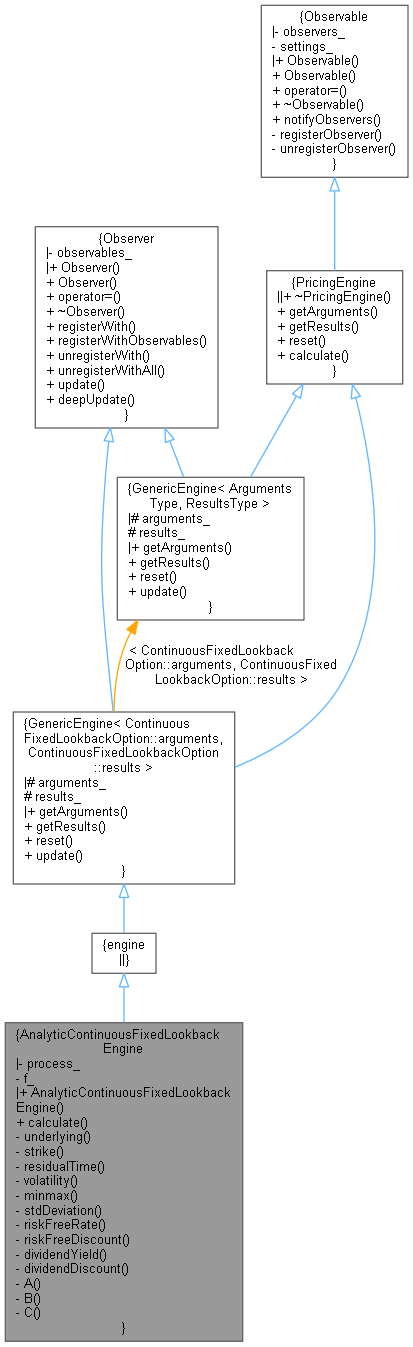 {Observable
|- observers_
- settings_
|+ Observable()
+ Observable()
+ operator=()
+ ~Observable()
+ notifyObservers()
- registerObserver()
- unregisterObserver()
}
{Observer
|- observables_
|+ Observer()
+ Observer()
+ operator=()
+ ~Observer()
+ registerWith()
+ registerWithObservables()
+ unregisterWith()
+ unregisterWithAll()
+ update()
+ deepUpdate()
}
{PricingEngine
||+ ~PricingEngine()
+ getArguments()
+ getResults()
+ reset()
+ calculate()
}
{GenericEngine< Arguments
Type, ResultsType >
|# arguments_
# results_
|+ getArguments()
+ getResults()
+ reset()
+ update()
}
< ContinuousFixedLookback
Option::arguments, ContinuousFixed
LookbackOption::results >
{GenericEngine< Continuous
FixedLookbackOption::arguments,
ContinuousFixedLookbackOption
::results >
|# arguments_
# results_
|+ getArguments()
+ getResults()
+ reset()
+ update()
}
{engine
||}
{AnalyticContinuousFixedLookback
Engine
|- process_
- f_
|+ AnalyticContinuousFixedLookback
Engine()
+ calculate()
- underlying()
- strike()
- residualTime()
- volatility()
- minmax()
- stdDeviation()
- riskFreeRate()
- riskFreeDiscount()
- dividendYield()
- dividendDiscount()
- A()
- B()
- C()
}